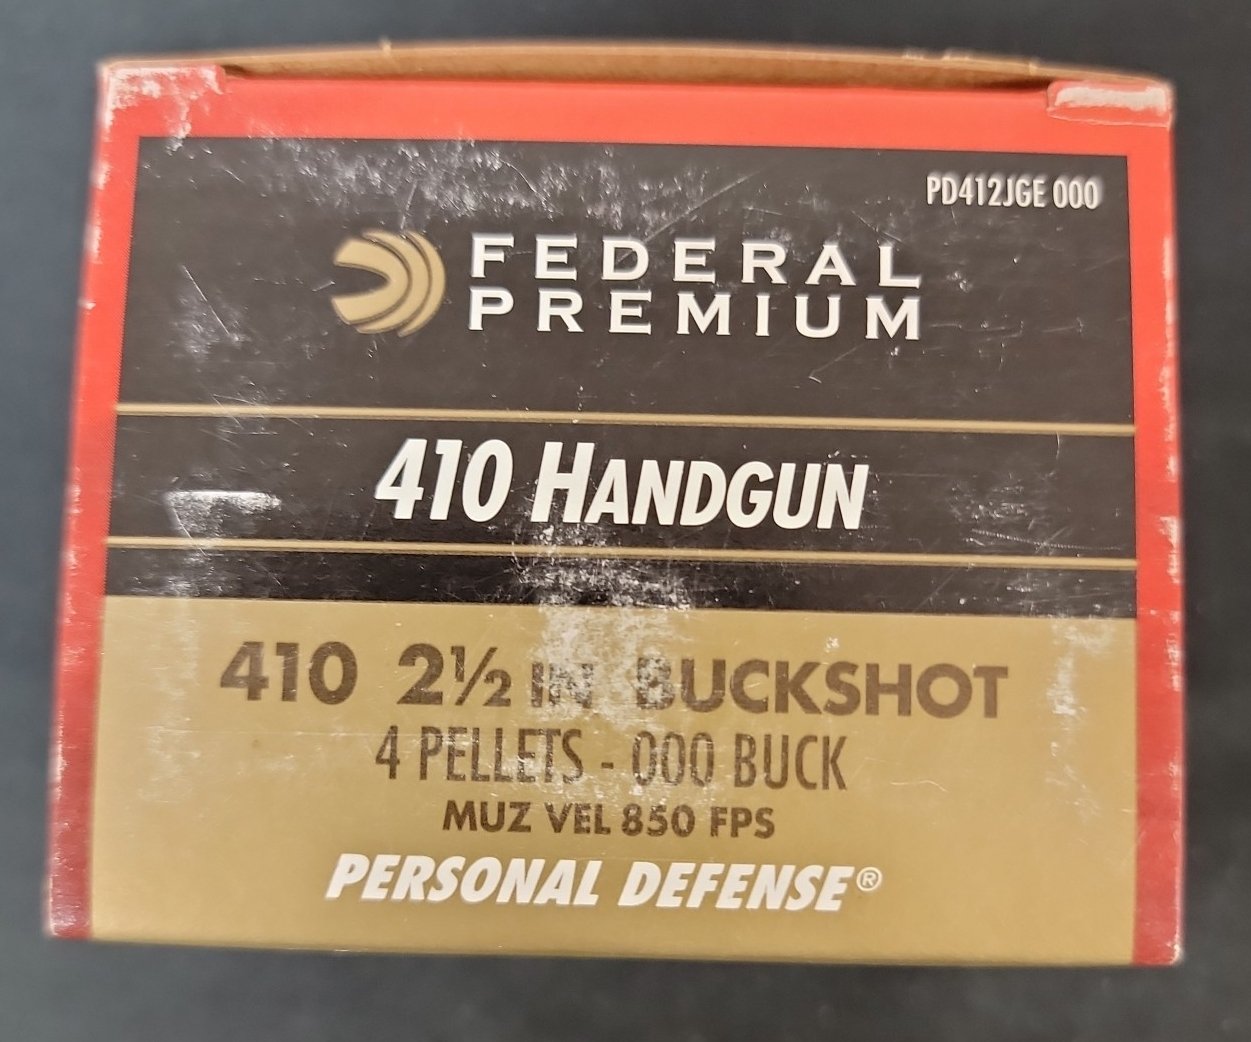 PD412JGE 000
FEDERAL
PREMIUM
410 HANDGUN
410 2½ IN BUCKSHOT
4 PELLETS - 000 BUCK
MUZ VEL 850 FPS
PERSONAL DEFENSE®